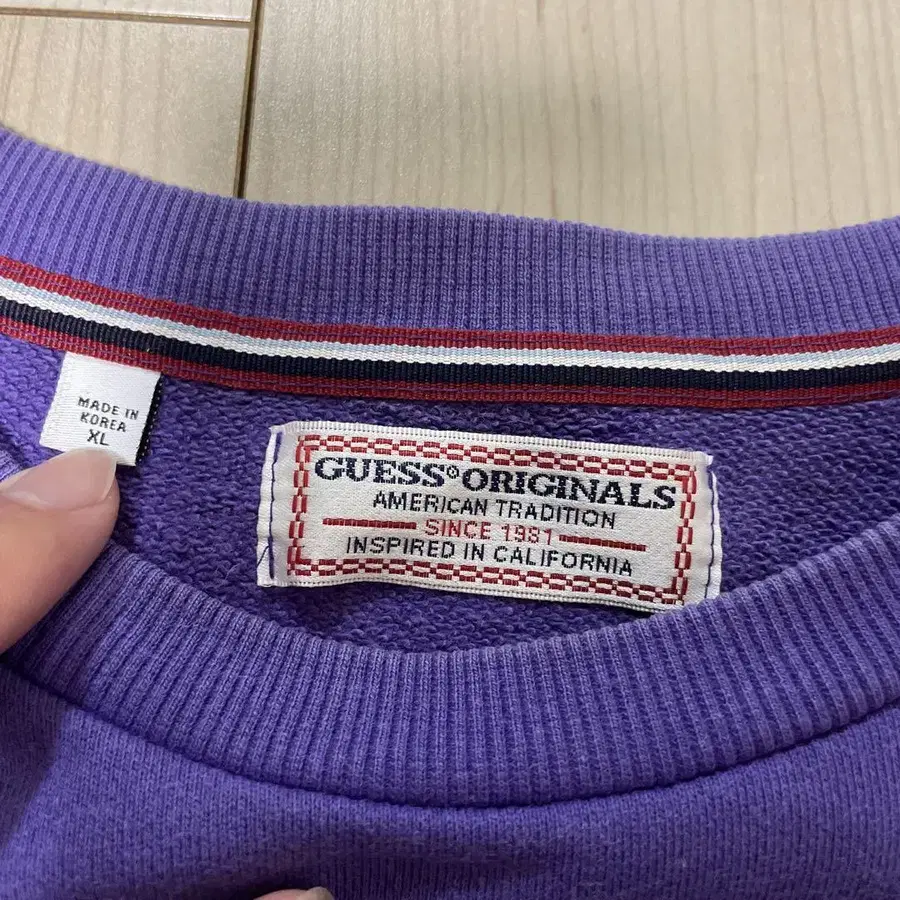 MADE IN
KOREA
XL
GUESS® ORIGINALS
AMERICAN TRADITION
SINCE 1981
INSPIRED IN CALIFORNIA